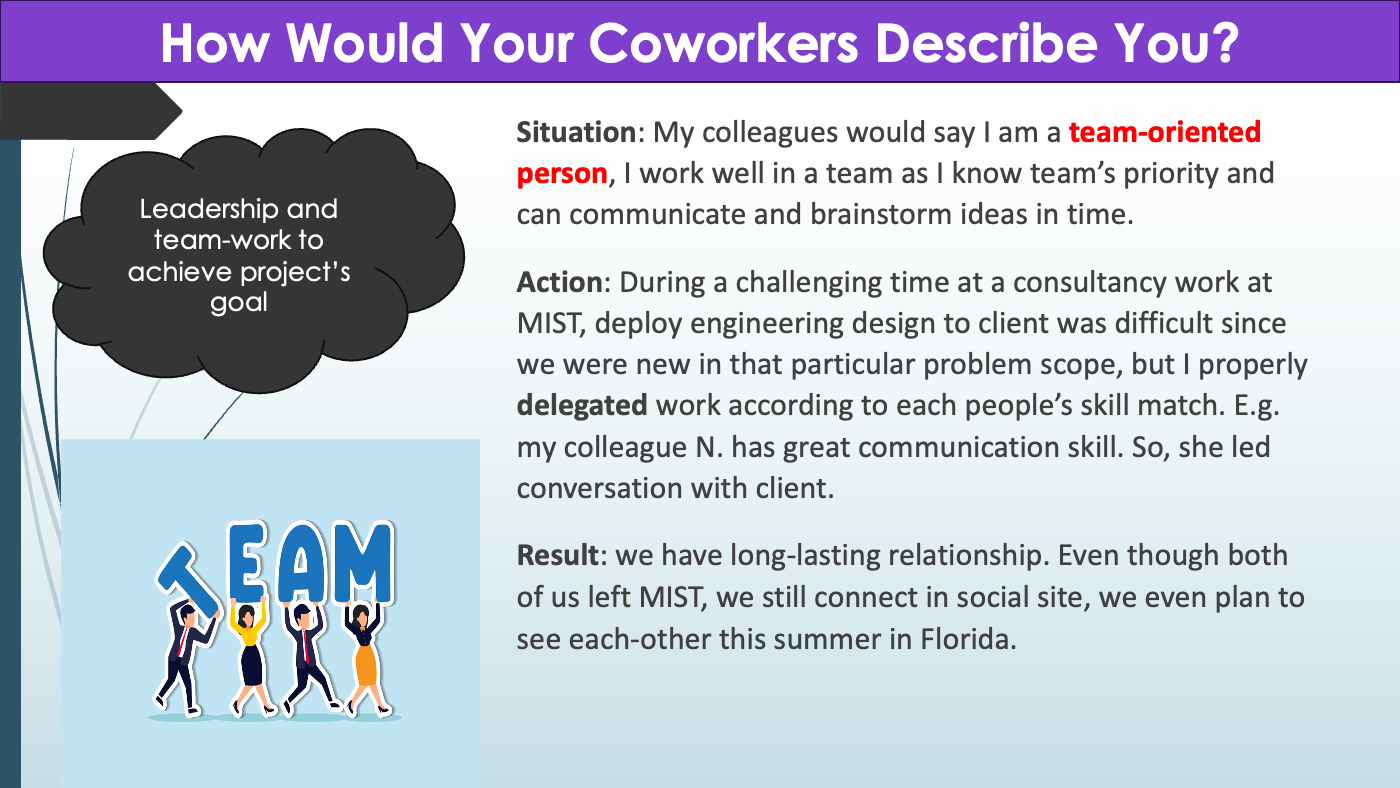 How Would Your Coworkers Describe You?
Leadership and
team-work to
achieve project's
goal
Situation: My colleagues would say I am a team-oriented
person, I work well in a team as I know team's priority and
can communicate and brainstorm ideas in time.
Action: During a challenging time at a consultancy work at
MIST, deploy engineering design to client was difficult since
we were new in that particular problem scope, but I properly
delegated work according to each people's skill match. E.g.
my colleague N. has great communication skill. So, she led
conversation with client.
Result: we have long-lasting relationship. Even though both
of us left MIST, we still connect in social site, we even plan to
see each-other this summer in Florida.
TEAM